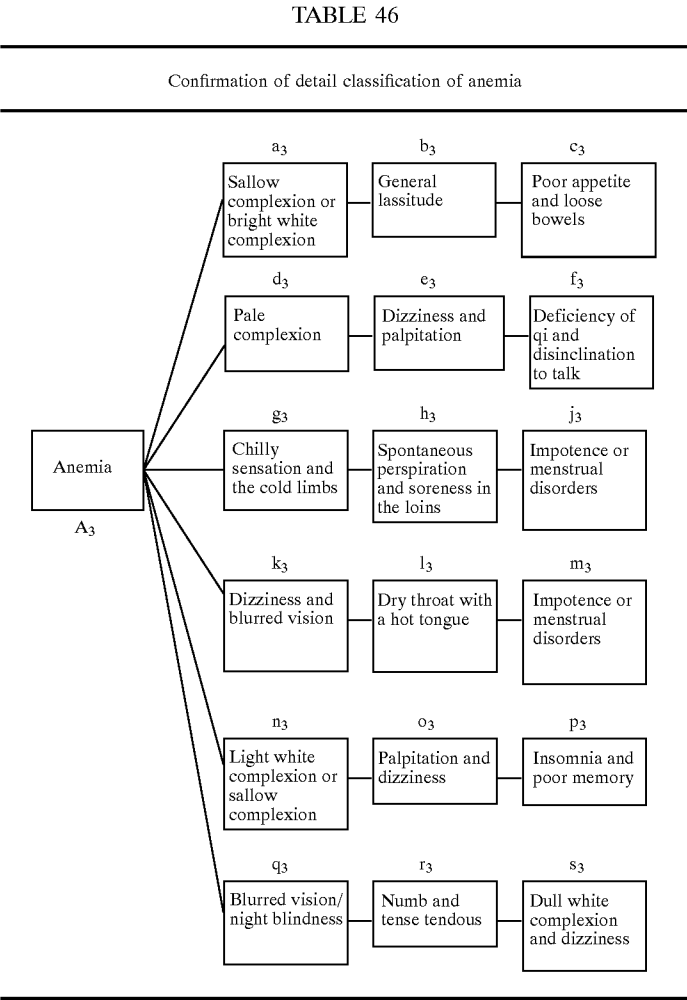 TABLE 46
Confirmation of detail classification of anemia
a3
b3
c3
Sallow
complexion or
bright white
complexion
General
lassitude
Poor appetite
and loose
bowels
d3
e3
f3
Pale
complexion
Dizziness and
palpitation
Deficiency of
qi and
disinclination
to talk
Anemia
A3
g3
h3
j3
Chilly
sensation and
the cold limbs
Spontaneous
perspiration
and soreness in
the loins
Impotence or
menstrual
disorders
k3
l3
m3
Dizziness and
blurred vision
Dry throat with
a hot tongue
Impotence or
menstrual
disorders
n3
o3
p3
Light white
complexion or
sallow
complexion
Palpitation and
dizziness
Insomnia and
poor memory
q3
r3
s3
Blurred vision/
night blindness
Numb and
tense tendous
Dull white
complexion
and dizziness